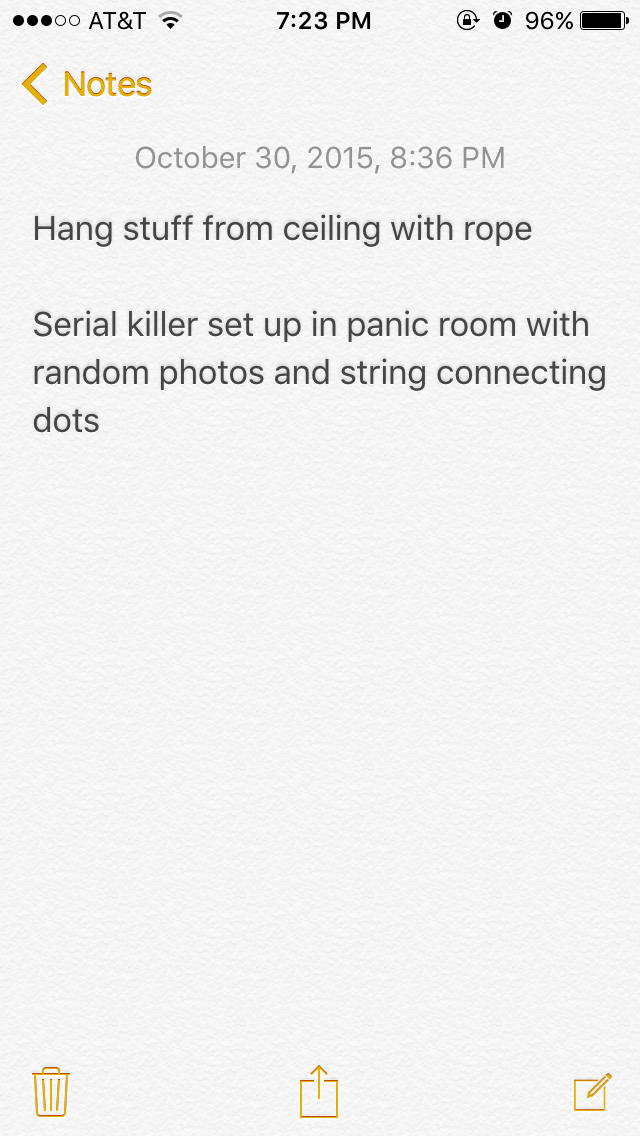 AT&T 7:23 PM 96%
Notes
October 30, 2015, 8:36 PM
Hang stuff from ceiling with rope
Serial killer set up in panic room with
random photos and string connecting
dots